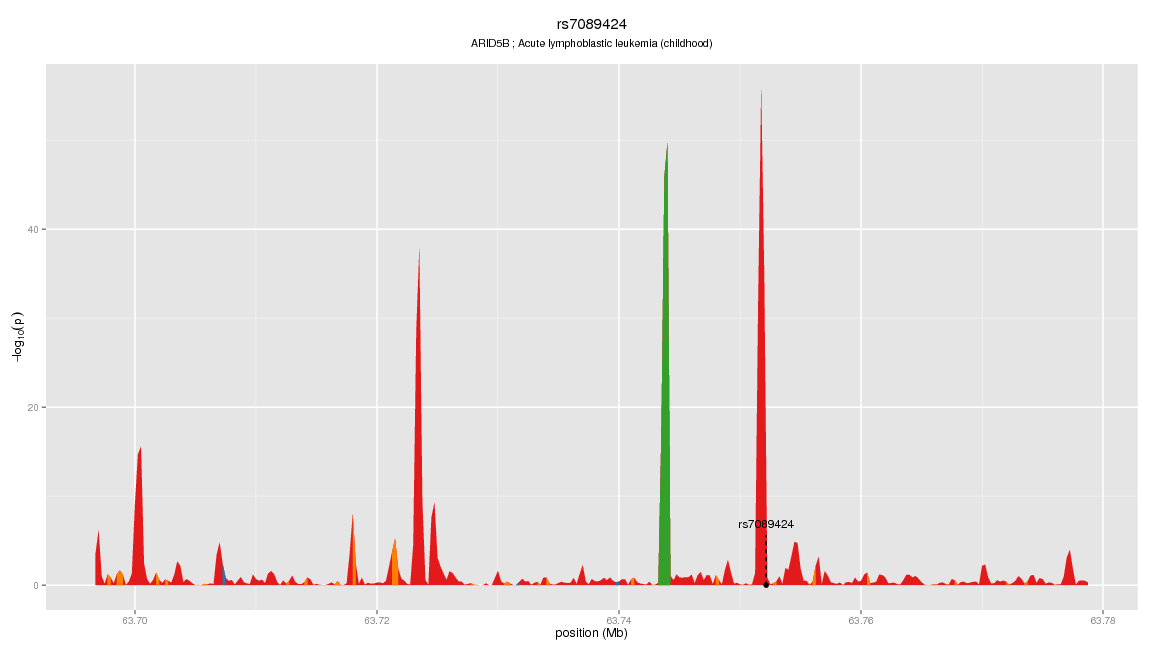 rs7089424
ARID5B ; Acute lymphoblastic leukemia (childhood)
−log10(p)
40
20
0
rs7089424
63.70 63.72 63.74 63.76 63.78
position (Mb)